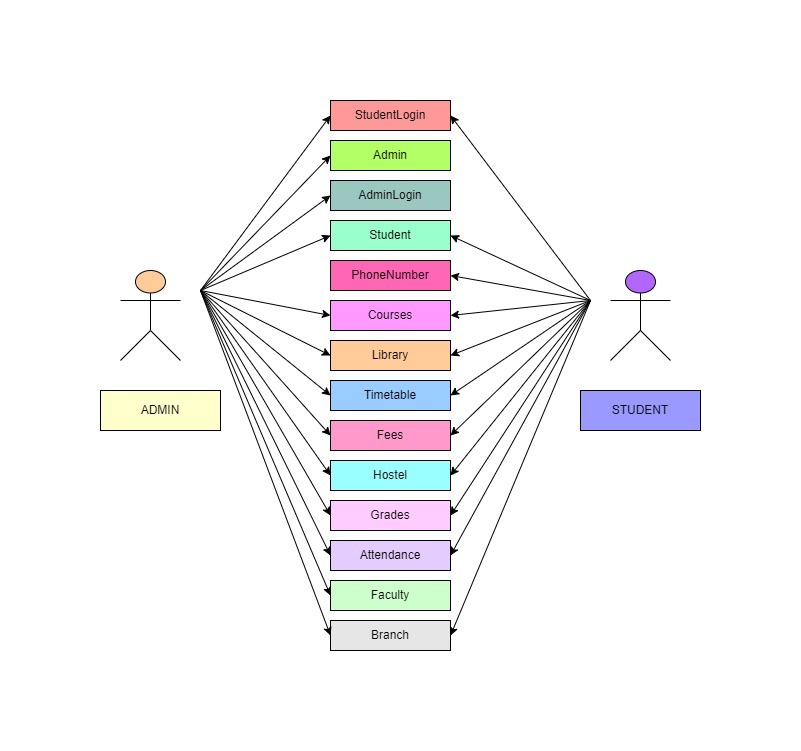 StudentLogin
Admin
AdminLogin
Student
PhoneNumber
Courses
Library
Timetable
ADMIN
STUDENT
Fees
Hostel
Grades
Attendance
Faculty
Branch